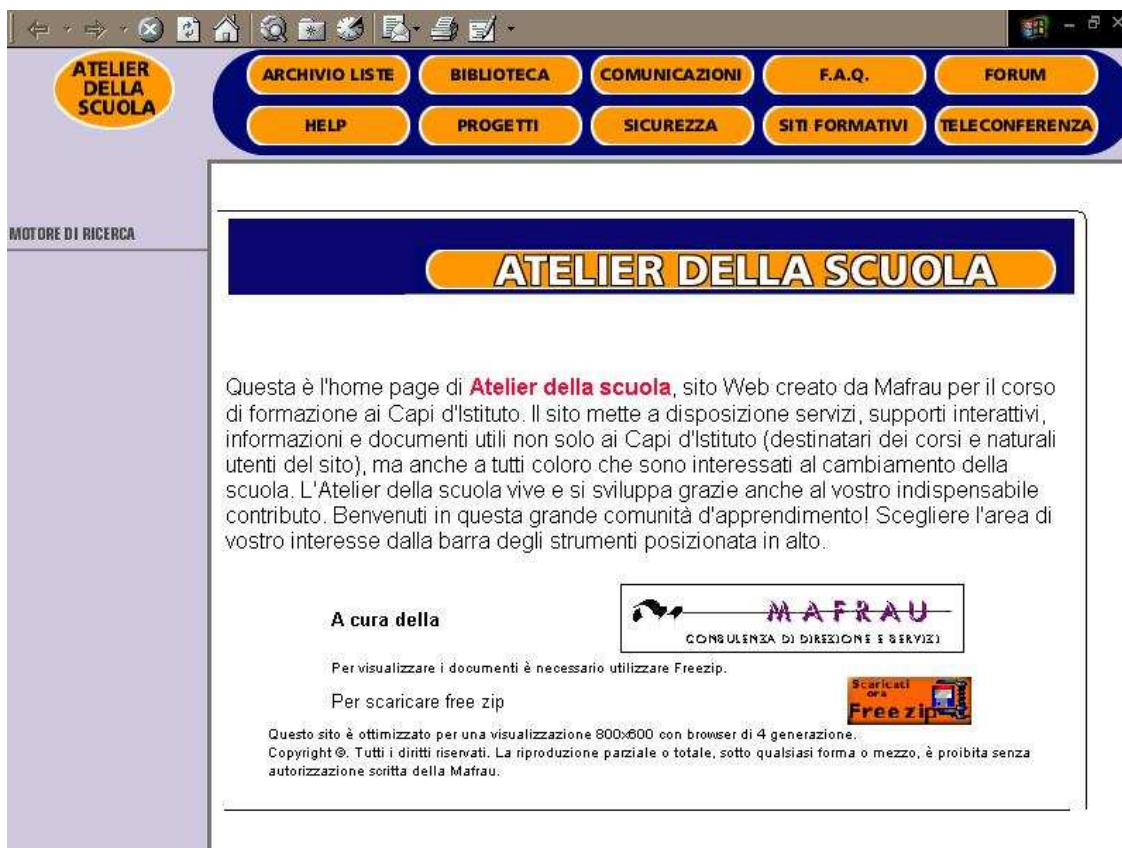 ATELIER
DELLA
SCUOLA
ARCHIVIO LISTE
BIBLIOTECA
COMUNICAZIONI
F.A.Q.
FORUM
HELP
PROGETTI
SICUREZZA
SITI FORMATIVI
TELECONFERENZA
MOTORE DI RICERCA
ATELIER DELLA SCUOLA
Questa è l'home page di Atelier della scuola, sito Web creato da Mafrau per il corso
di formazione ai Capi d'Istituto. Il sito mette a disposizione servizi, supporti interattivi,
informazioni e documenti utili non solo ai Capi d'Istituto (destinatari dei corsi e naturali
utenti del sito), ma anche a tutti coloro che sono interessati al cambiamento della
scuola. L'Atelier della scuola vive e si sviluppa grazie anche al vostro indispensabile
contributo. Benvenuti in questa grande comunità d'apprendimento! Scegliere l'area di
vostro interesse dalla barra degli strumenti posizionata in alto.
A cura della
MAFRAU
CONSULENZA DI DIREZIONE E SERVIZI
Per visualizzare i documenti è necessario utilizzare Freezip.
Per scaricare free zip
Scaricati
ora
Free zip
Questo sito è ottimizzato per una visualizzazione 800x600 con browser di 4 generazione.
Copyright ©. Tutti i diritti riservati. La riproduzione parziale o totale, sotto qualsiasi forma o mezzo, è proibita senza
autorizzazione scritta della Mafrau.